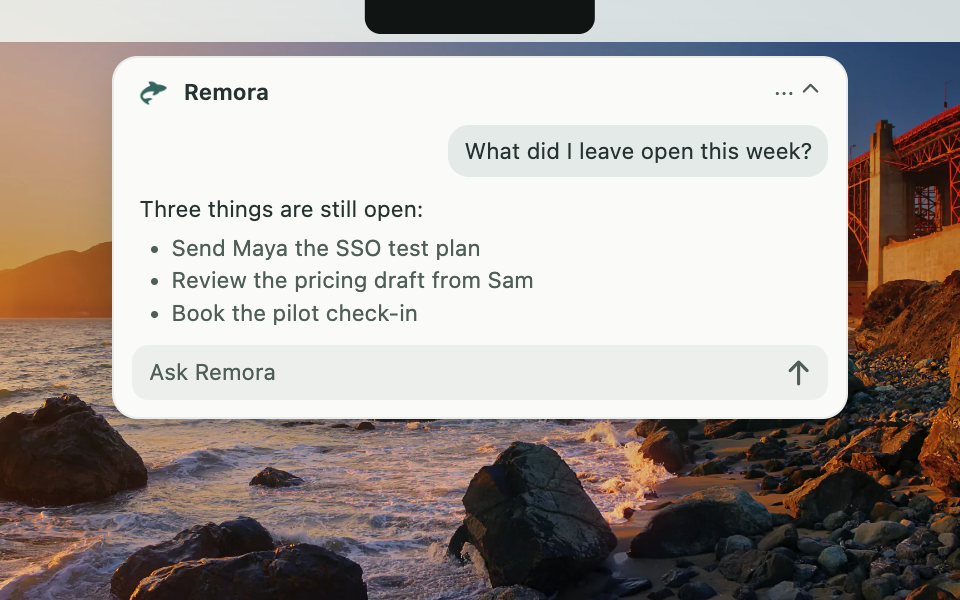 Remora
What did I leave open this week?
Three things are still open:
• Send Maya the SSO test plan
• Review the pricing draft from Sam
• Book the pilot check-in
Ask Remora